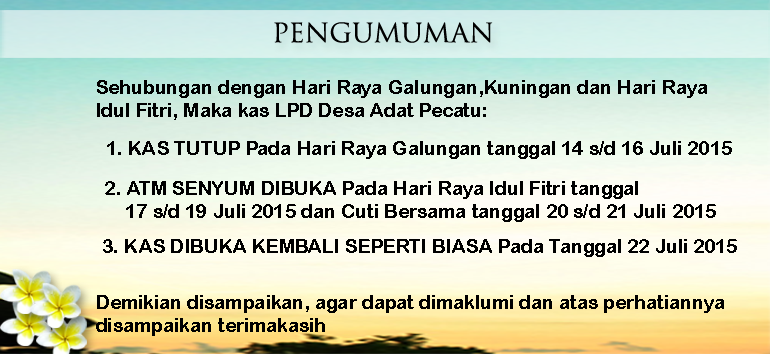 PENGUMUMAN
Sehubungan dengan Hari Raya Galungan,Kuningan dan Hari Raya
Idul Fitri, Maka kas LPD Desa Adat Pecatu:
1. KAS TUTUP Pada Hari Raya Galungan tanggal 14 s/d 16 Juli 2015
2. ATM SENYUM DIBUKA Pada Hari Raya Idul Fitri tanggal
17 s/d 19 Juli 2015 dan Cuti Bersama tanggal 20 s/d 21 Juli 2015
3. KAS DIBUKA KEMBALI SEPERTI BIASA Pada Tanggal 22 Juli 2015
Demikian disampaikan, agar dapat dimaklumi dan atas perhatiannya
disampaikan terimakasih